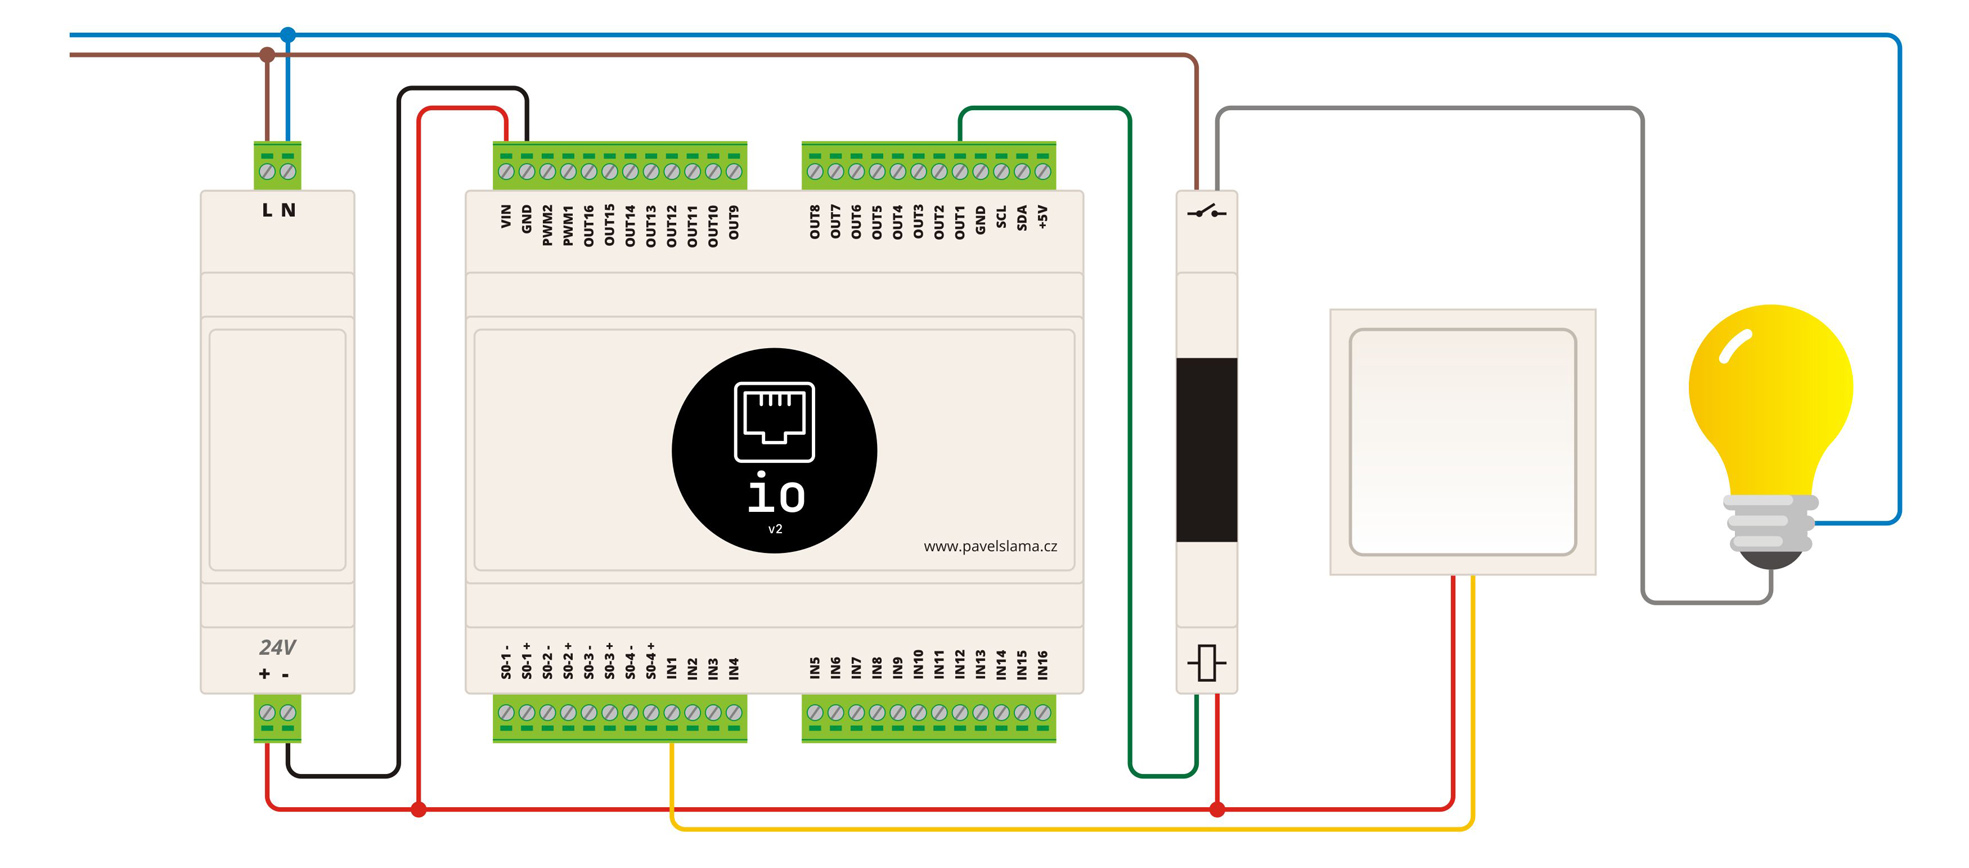 L N
VIN
GND
PWM2
PWM1
OUT16
OUT15
OUT14
OUT13
OUT12
OUT11
OUT10
OUT9
OUT8
OUT7
OUT6
OUT5
OUT4
OUT3
OUT2
OUT1
GND
SCL
SDA
+5V
io
v2
www.pavelslama.cz
24V
+ -
S0-1 -
S0-1 +
S0-2 -
S0-2 +
S0-3 -
S0-3 +
S0-4 -
S0-4 +
IN1
IN2
IN3
IN4
IN5
IN6
IN7
IN8
IN9
IN10
IN11
IN12
IN13
IN14
IN15
IN16